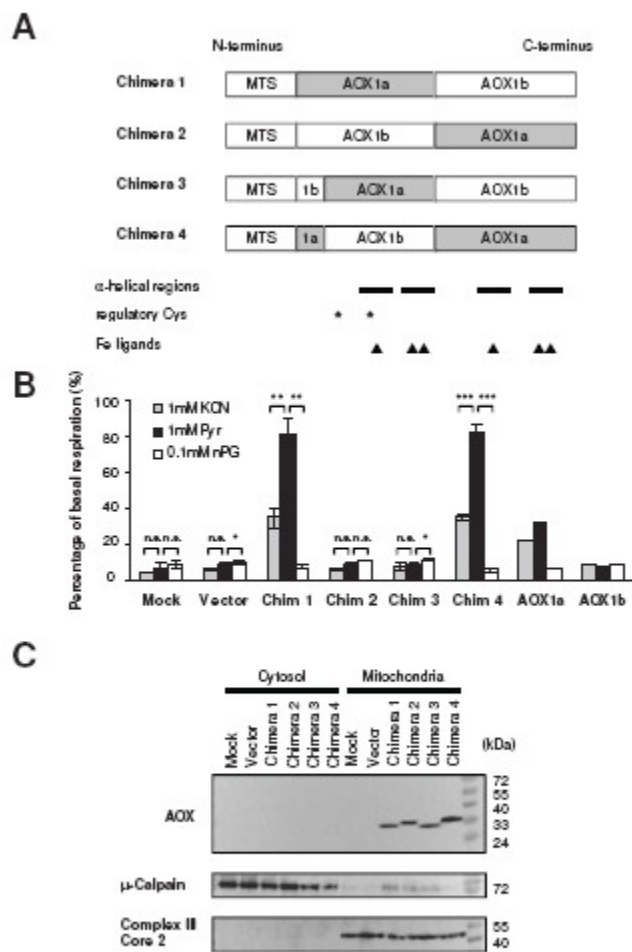 A
N-terminus C-terminus
Chimera 1 MTS AOX1a AOX1b
Chimera 2 MTS AOX1b AOX1a
Chimera 3 MTS 1b AOX1a AOX1b
Chimera 4 MTS 1a AOX1b AOX1a
α-helical regions
regulatory Cys * *
Fe ligands
B
Percentage of basal respiration (%)
100
80
60
40
20
0
1mM KCN
1mM Pyr
0.1mM nPG
n.s. n.s. n.s. * ** ** n.s. n.s. n.s. * *** ***
Mock Vector Chim 1 Chim 2 Chim 3 Chim 4 AOX1a AOX1b
C
Cytosol Mitochondria
Mock Vector Chimera 1 Chimera 2 Chimera 3 Chimera 4 Mock Vector Chimera 1 Chimera 2 Chimera 3 Chimera 4 (kDa)
AOX
72
55
40
33
24
μ-Calpain 72
Complex III
Core 2
55
40